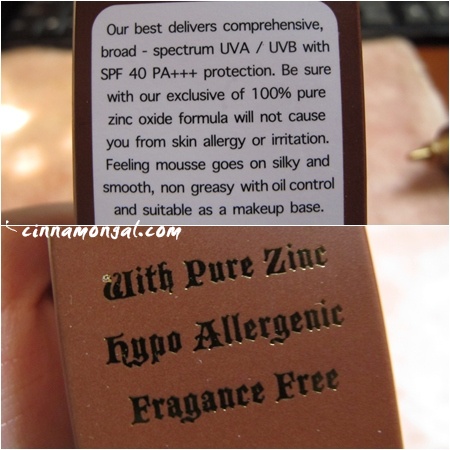 Our best delivers comprehensive,
broad - spectrum UVA / UVB with
SPF 40 PA+++ protection. Be sure
with our exclusive of 100% pure
zinc oxide formula will not cause
you from skin allergy or irritation.
Feeling mousse goes on silky and
smooth, non greasy with oil control
and suitable as a makeup base.
cinnamongal.com
With Pure Zinc
Hypo Allergenic
Fragance Free